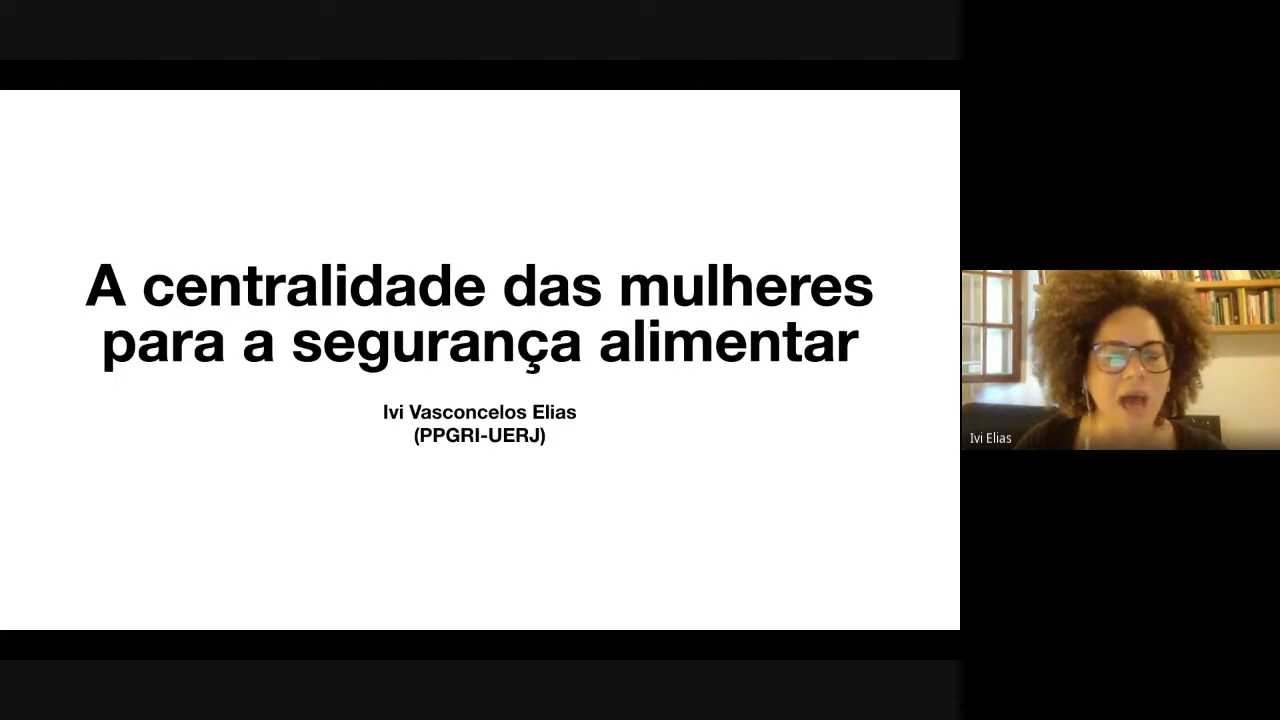 A centralidade das mulheres
para a segurança alimentar
Ivi Vasconcelos Elias
(PPGRI-UERJ)
Ivi Elias